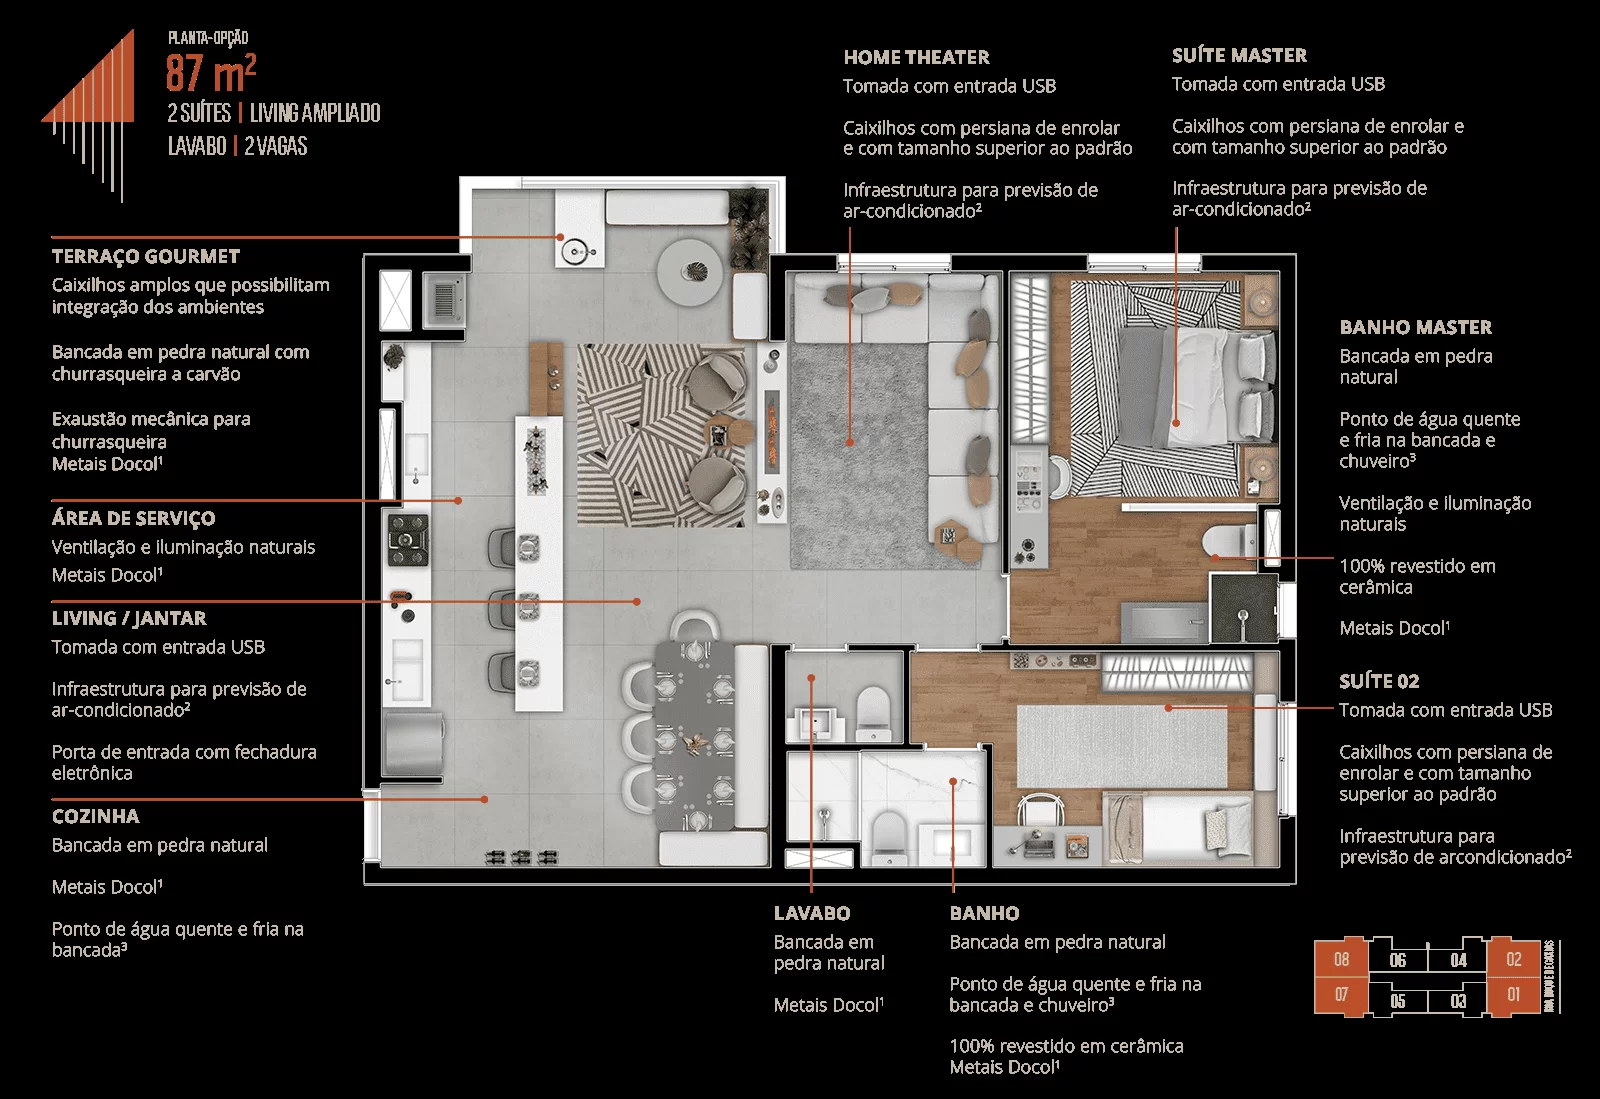 PLANTA-OPÇÃO
87 m²
2 SUÍTES | LIVING AMPLIADO
LAVABO | 2 VAGAS
HOME THEATER
Tomada com entrada USB
Caixilhos com persiana de enrolar
e com tamanho superior ao padrão
Infraestrutura para previsão de
ar-condicionado²
SUÍTE MASTER
Tomada com entrada USB
Caixilhos com persiana de enrolar e
com tamanho superior ao padrão
Infraestrutura para previsão de
ar-condicionado²
TERRAÇO GOURMET
Caixilhos amplos que possibilitam
integração dos ambientes
Bancada em pedra natural com
churrasqueira a carvão
Exaustão mecânica para
churrasqueira
Metais Docol¹
ÁREA DE SERVIÇO
Ventilação e iluminação naturais
Metais Docol¹
LIVING / JANTAR
Tomada com entrada USB
Infraestrutura para previsão de
ar-condicionado²
Porta de entrada com fechadura
eletrônica
COZINHA
Bancada em pedra natural
Metais Docol¹
Ponto de água quente e fria na
bancada³
BANHO MASTER
Bancada em pedra
natural
Ponto de água quente
e fria na bancada e
chuveiro³
Ventilação e iluminação
naturais
100% revestido em
cerâmica
Metais Docol¹
SUÍTE 02
Tomada com entrada USB
Caixilhos com persiana de
enrolar e com tamanho
superior ao padrão
Infraestrutura para
previsão de arcondicionado²
LAVABO
Bancada em
pedra natural
Metais Docol¹
BANHO
Bancada em pedra natural
Ponto de água quente e fria na
bancada e chuveiro³
100% revestido em cerâmica
Metais Docol¹
08 06 04 02
07 05 03 01
RUA DUQUE DE CAXIAS